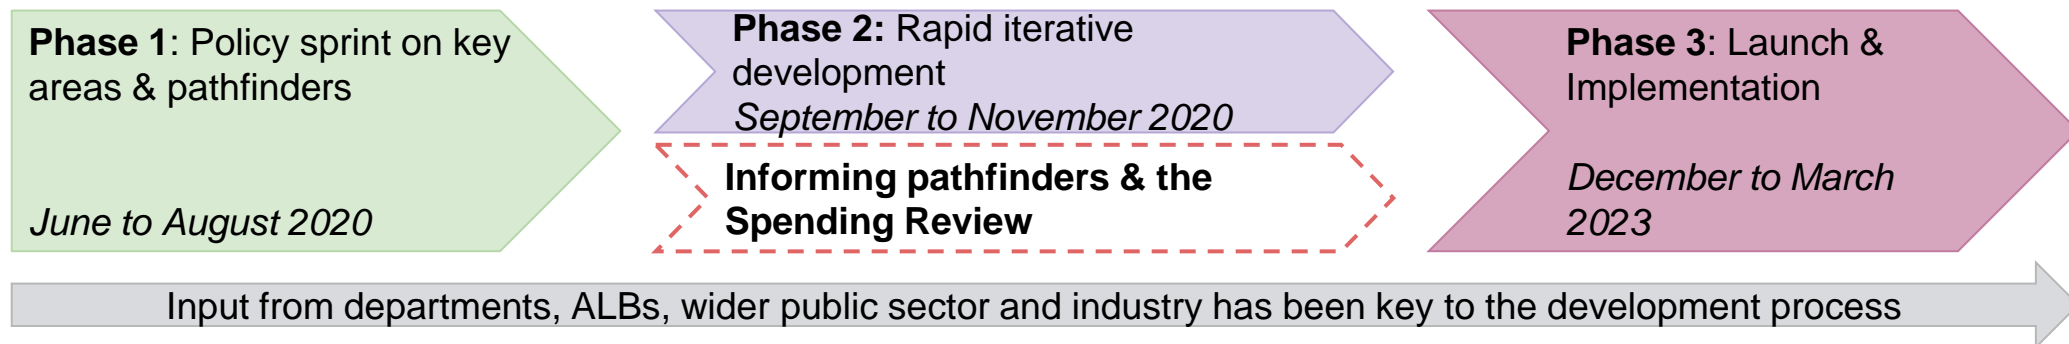 Phase 1: Policy sprint on key
areas & pathfinders
June to August 2020
Phase 2: Rapid iterative
development
September to November 2020
Informing pathfinders & the
Spending Review
Phase 3: Launch &
Implementation
December to March
2023
Input from departments, ALBs, wider public sector and industry has been key to the development process